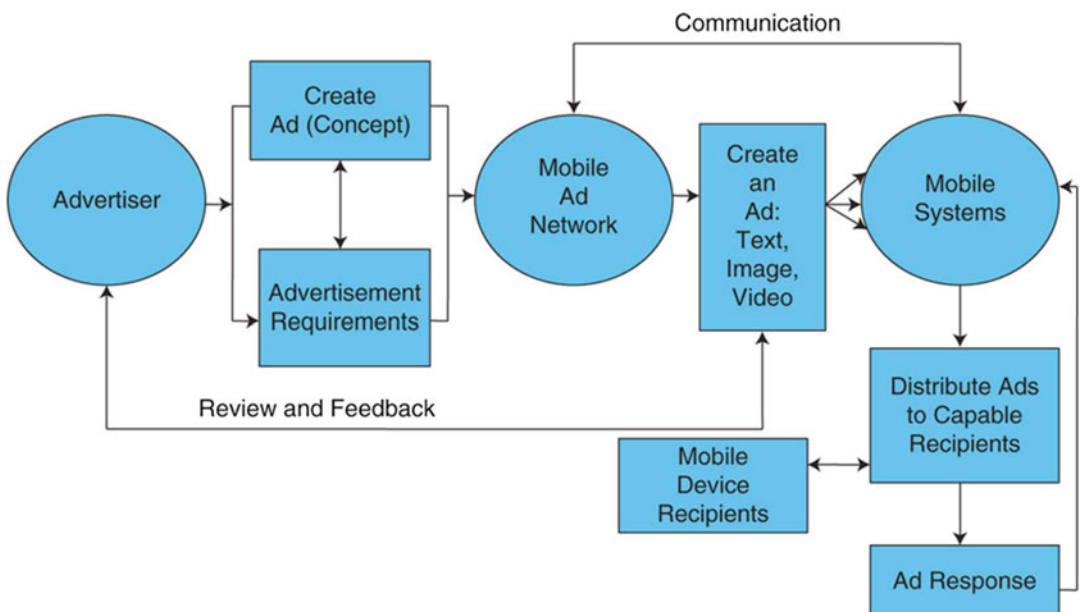 Communication
Create
Ad (Concept)
Advertiser
Advertisement
Requirements
Mobile
Ad
Network
Create
an
Ad:
Text,
Image,
Video
Mobile
Systems
Review and Feedback
Distribute Ads
to Capable
Recipients
Mobile
Device
Recipients
Ad Response